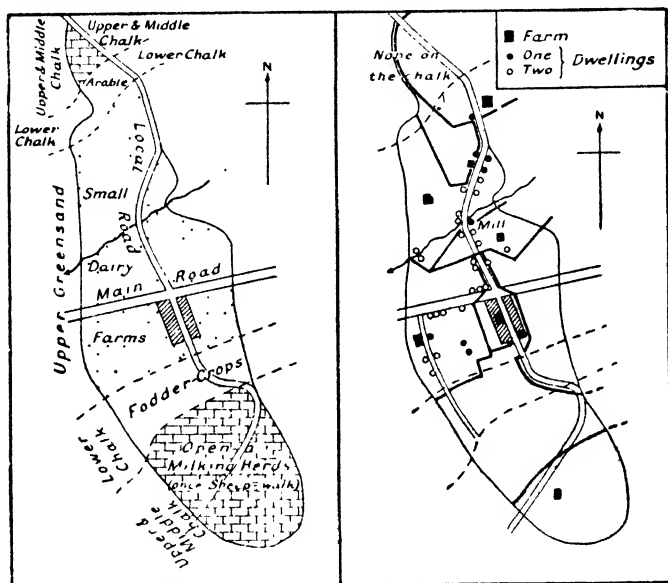 Upper & Middle
Chalk
Upper & Middle
Chalk
Lower Chalk
Arable
Lower
Chalk
N
Local
Road
Small
Upper Greensand
Dairy
Main Road
Farms
Fodder Crops
Lower
Chalk
Open-air
Milking Herds
(once Sheep-walk)
Upper &
Middle
Chalk
None on
the chalk
Farm
One
Two
Dwellings
N
Mill